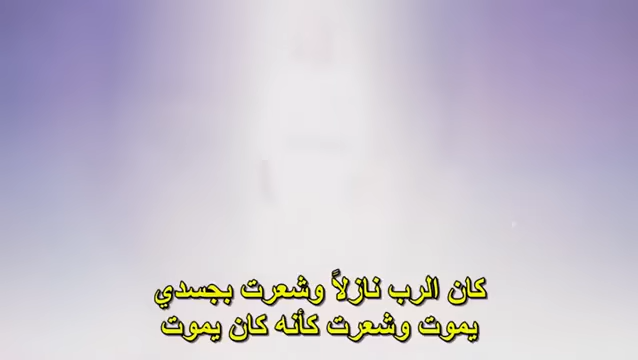 كان الرب نازلاً وشعرت بجسدي
يموت وشعرت كأنه كان يموت